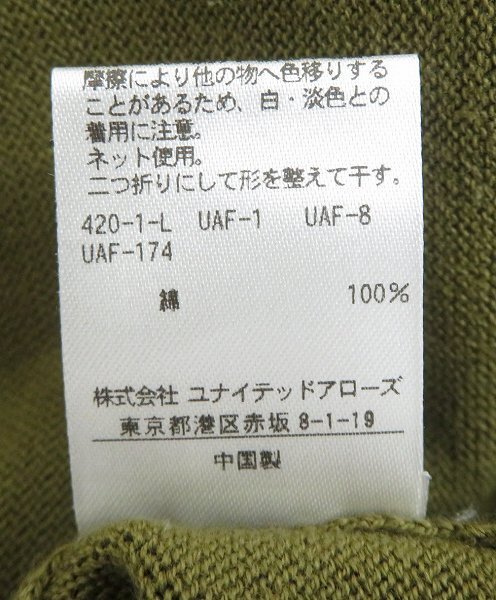 摩擦により他の物へ色移りする
ことがあるため、白・淡色との
着用に注意。
ネット使用。
二つ折りにして形を整えて干す。
420-1-L UAF-1 UAF-8
UAF-174
綿 100%
株式会社 ユナイテッドアローズ
東京都港区赤坂 8-1-19
中国製